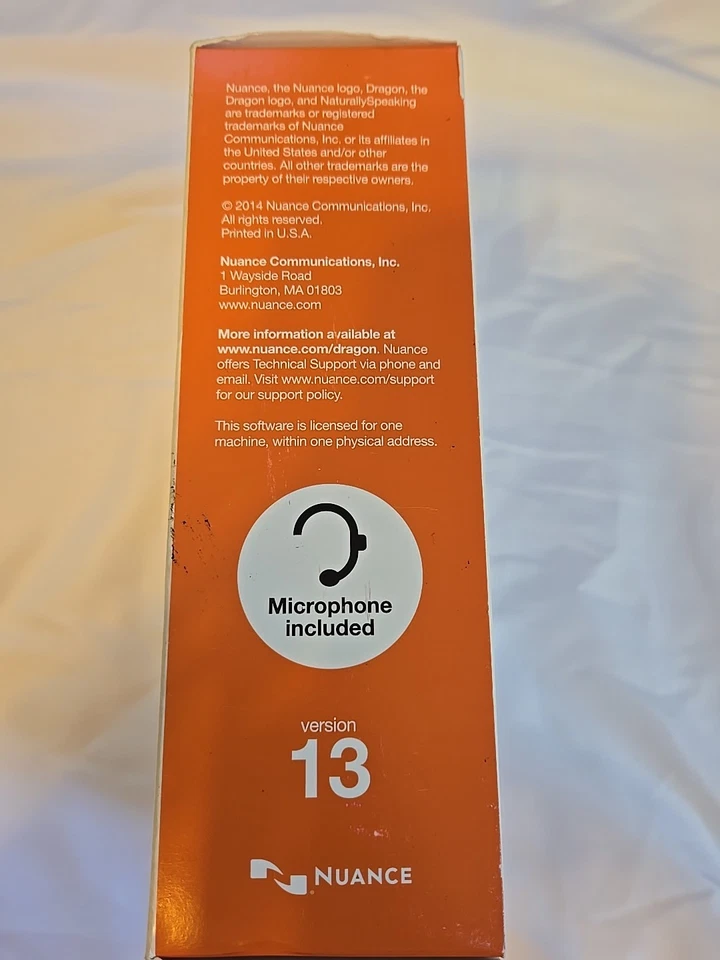 Nuance, the Nuance logo, Dragon, the
Dragon logo, and NaturallySpeaking
are trademarks or registered
trademarks of Nuance
Communications, Inc. or its affiliates in
the United States and/or other
countries. All other trademarks are the
property of their respective owners.
© 2014 Nuance Communications, Inc.
All rights reserved.
Printed in U.S.A.
Nuance Communications, Inc.
1 Wayside Road
Burlington, MA 01803
www.nuance.com
More information available at
www.nuance.com/dragon. Nuance
offers Technical Support via phone and
email. Visit www.nuance.com/support
for our support policy.
This software is licensed for one
machine, within one physical address.
Microphone
included
version
13
NUANCE